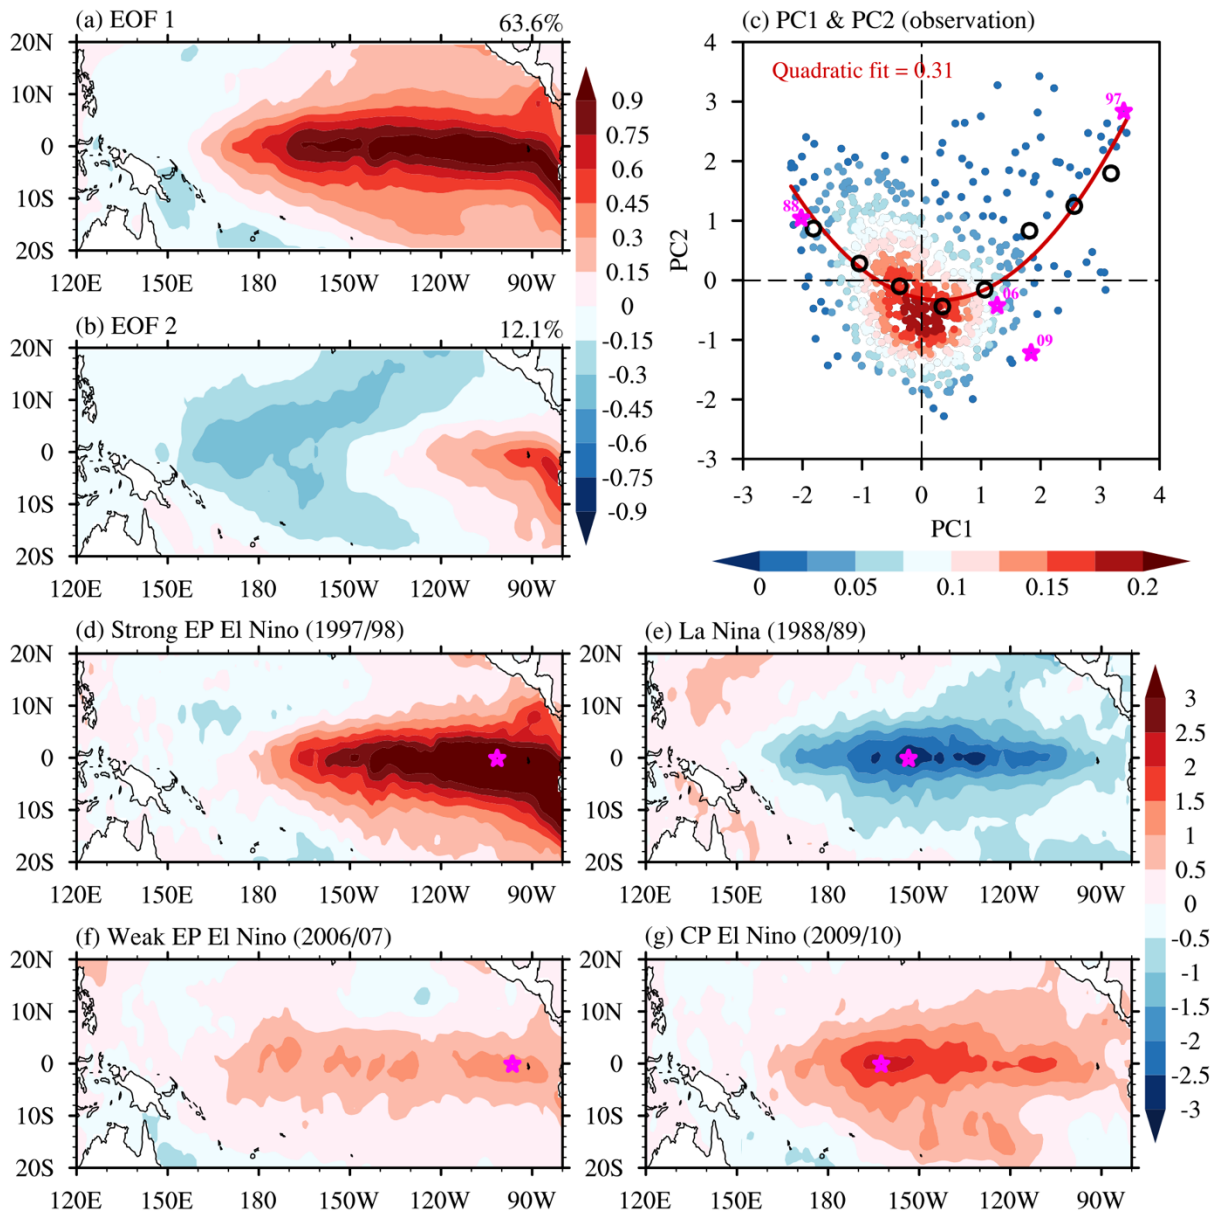 (a) EOF 1 63.6%
20N
10N
0
10S
20S
120E 150E 180 150W 120W 90W
(b) EOF 2 12.1%
20N
10N
0
10S
20S
120E 150E 180 150W 120W 90W
0.9
0.75
0.6
0.45
0.3
0.15
0
-0.15
-0.3
-0.45
-0.6
-0.75
-0.9
(c) PC1 & PC2 (observation)
Quadratic fit = 0.31
PC2
4
3
2
1
0
-1
-2
-3
97
88
06
09
-3 -2 -1 0 1 2 3 4
PC1
0 0.05 0.1 0.15 0.2
(d) Strong EP El Nino (1997/98)
20N
10N
0
10S
20S
120E 150E 180 150W 120W 90W
(e) La Nina (1988/89)
20N
10N
0
10S
20S
120E 150E 180 150W 120W 90W
(f) Weak EP El Nino (2006/07)
20N
10N
0
10S
20S
120E 150E 180 150W 120W 90W
(g) CP El Nino (2009/10)
20N
10N
0
10S
20S
120E 150E 180 150W 120W 90W
3
2.5
2
1.5
1
0.5
0
-0.5
-1
-1.5
-2
-2.5
-3